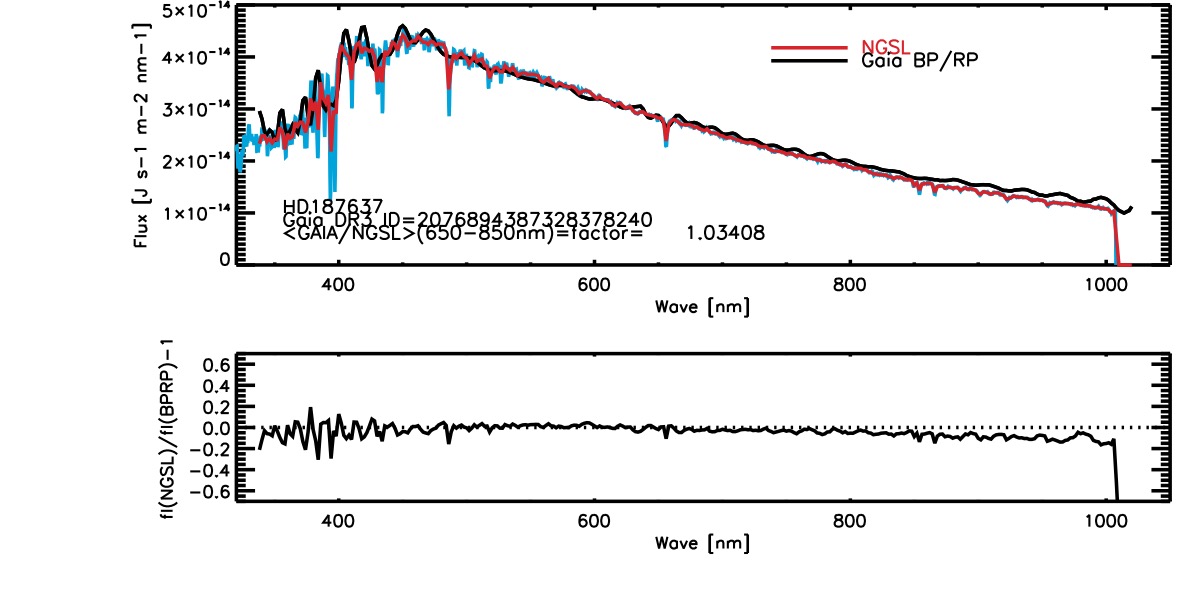 5×10−14
4×10−14
3×10−14
2×10−14
1×10−14
0
Flux [J s−1 m−2 nm−1]
NGSL
Gaia BP/RP
HD187637
Gaia DR3 ID=2076894387328378240
<GAIA/NGSL>(650−850nm)=factor= 1.03408
400 600 800 1000
Wave [nm]
0.6
0.4
0.2
0.0
−0.2
−0.4
−0.6
fl(NGSL)/fl(BPRP)−1
400 600 800 1000
Wave [nm]